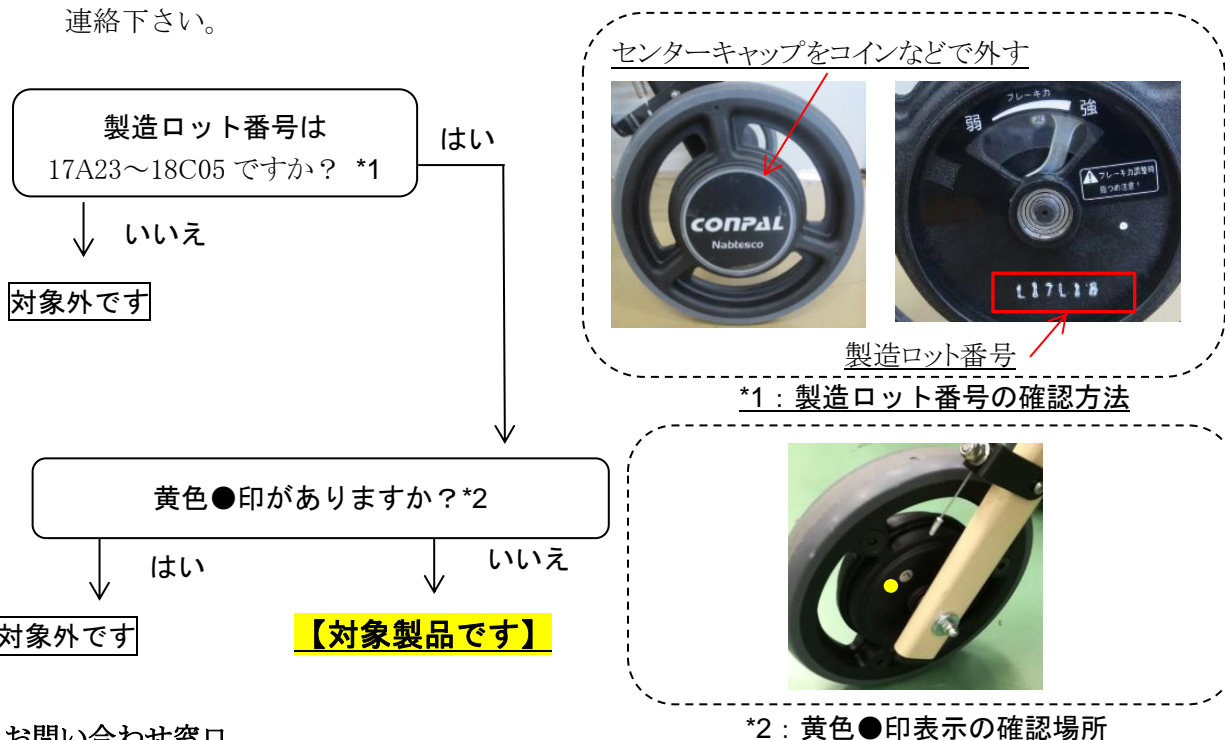 連絡下さい。
製造ロット番号は
17A23～18C05 ですか？ *1
はい
いいえ
対象外です
黄色●印がありますか？*2
はい
いいえ
対象外です
【対象製品です】
お問い合わせ窓口
センターキャップをコインなどで外す
CONPAL
Nabtesco
ブレーキ力
弱
強
ブレーキ力調整時
指つめ注意！
製造ロット番号
*1：製造ロット番号の確認方法
*2：黄色●印表示の確認場所